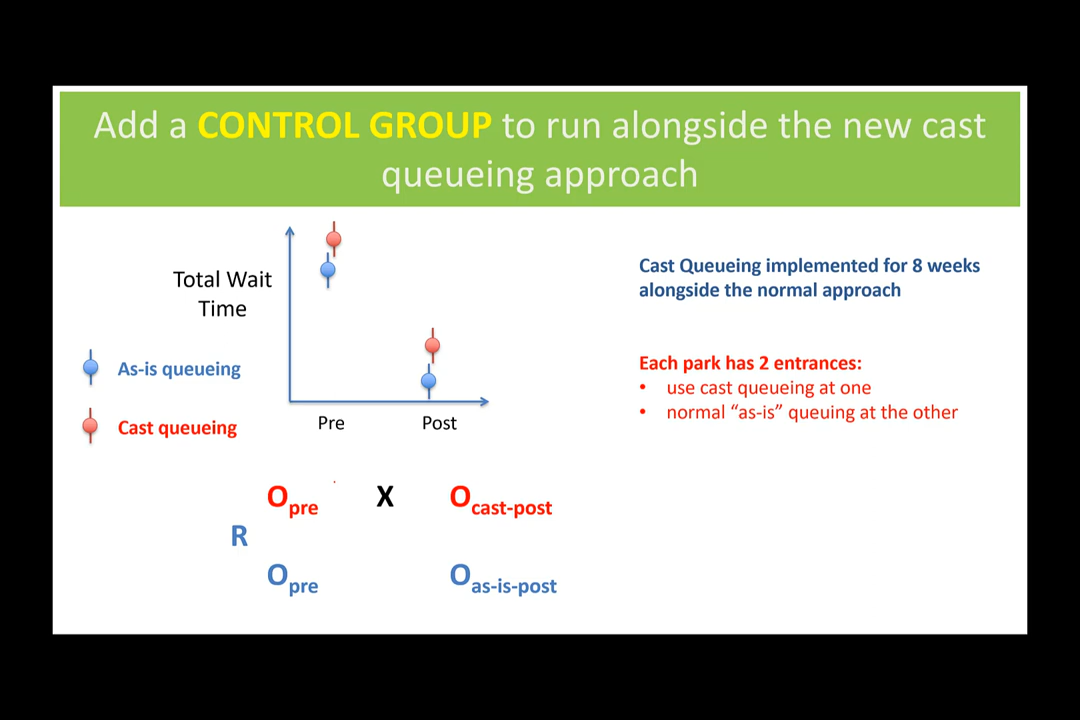 Add a CONTROL GROUP to run alongside the new cast
queueing approach
Total Wait
Time
As-is queueing
Cast queueing
Pre
Post
Cast Queueing implemented for 8 weeks
alongside the normal approach
Each park has 2 entrances:
• use cast queueing at one
• normal “as-is” queuing at the other
Opre X Ocast-post
R
Opre Oas-is-post